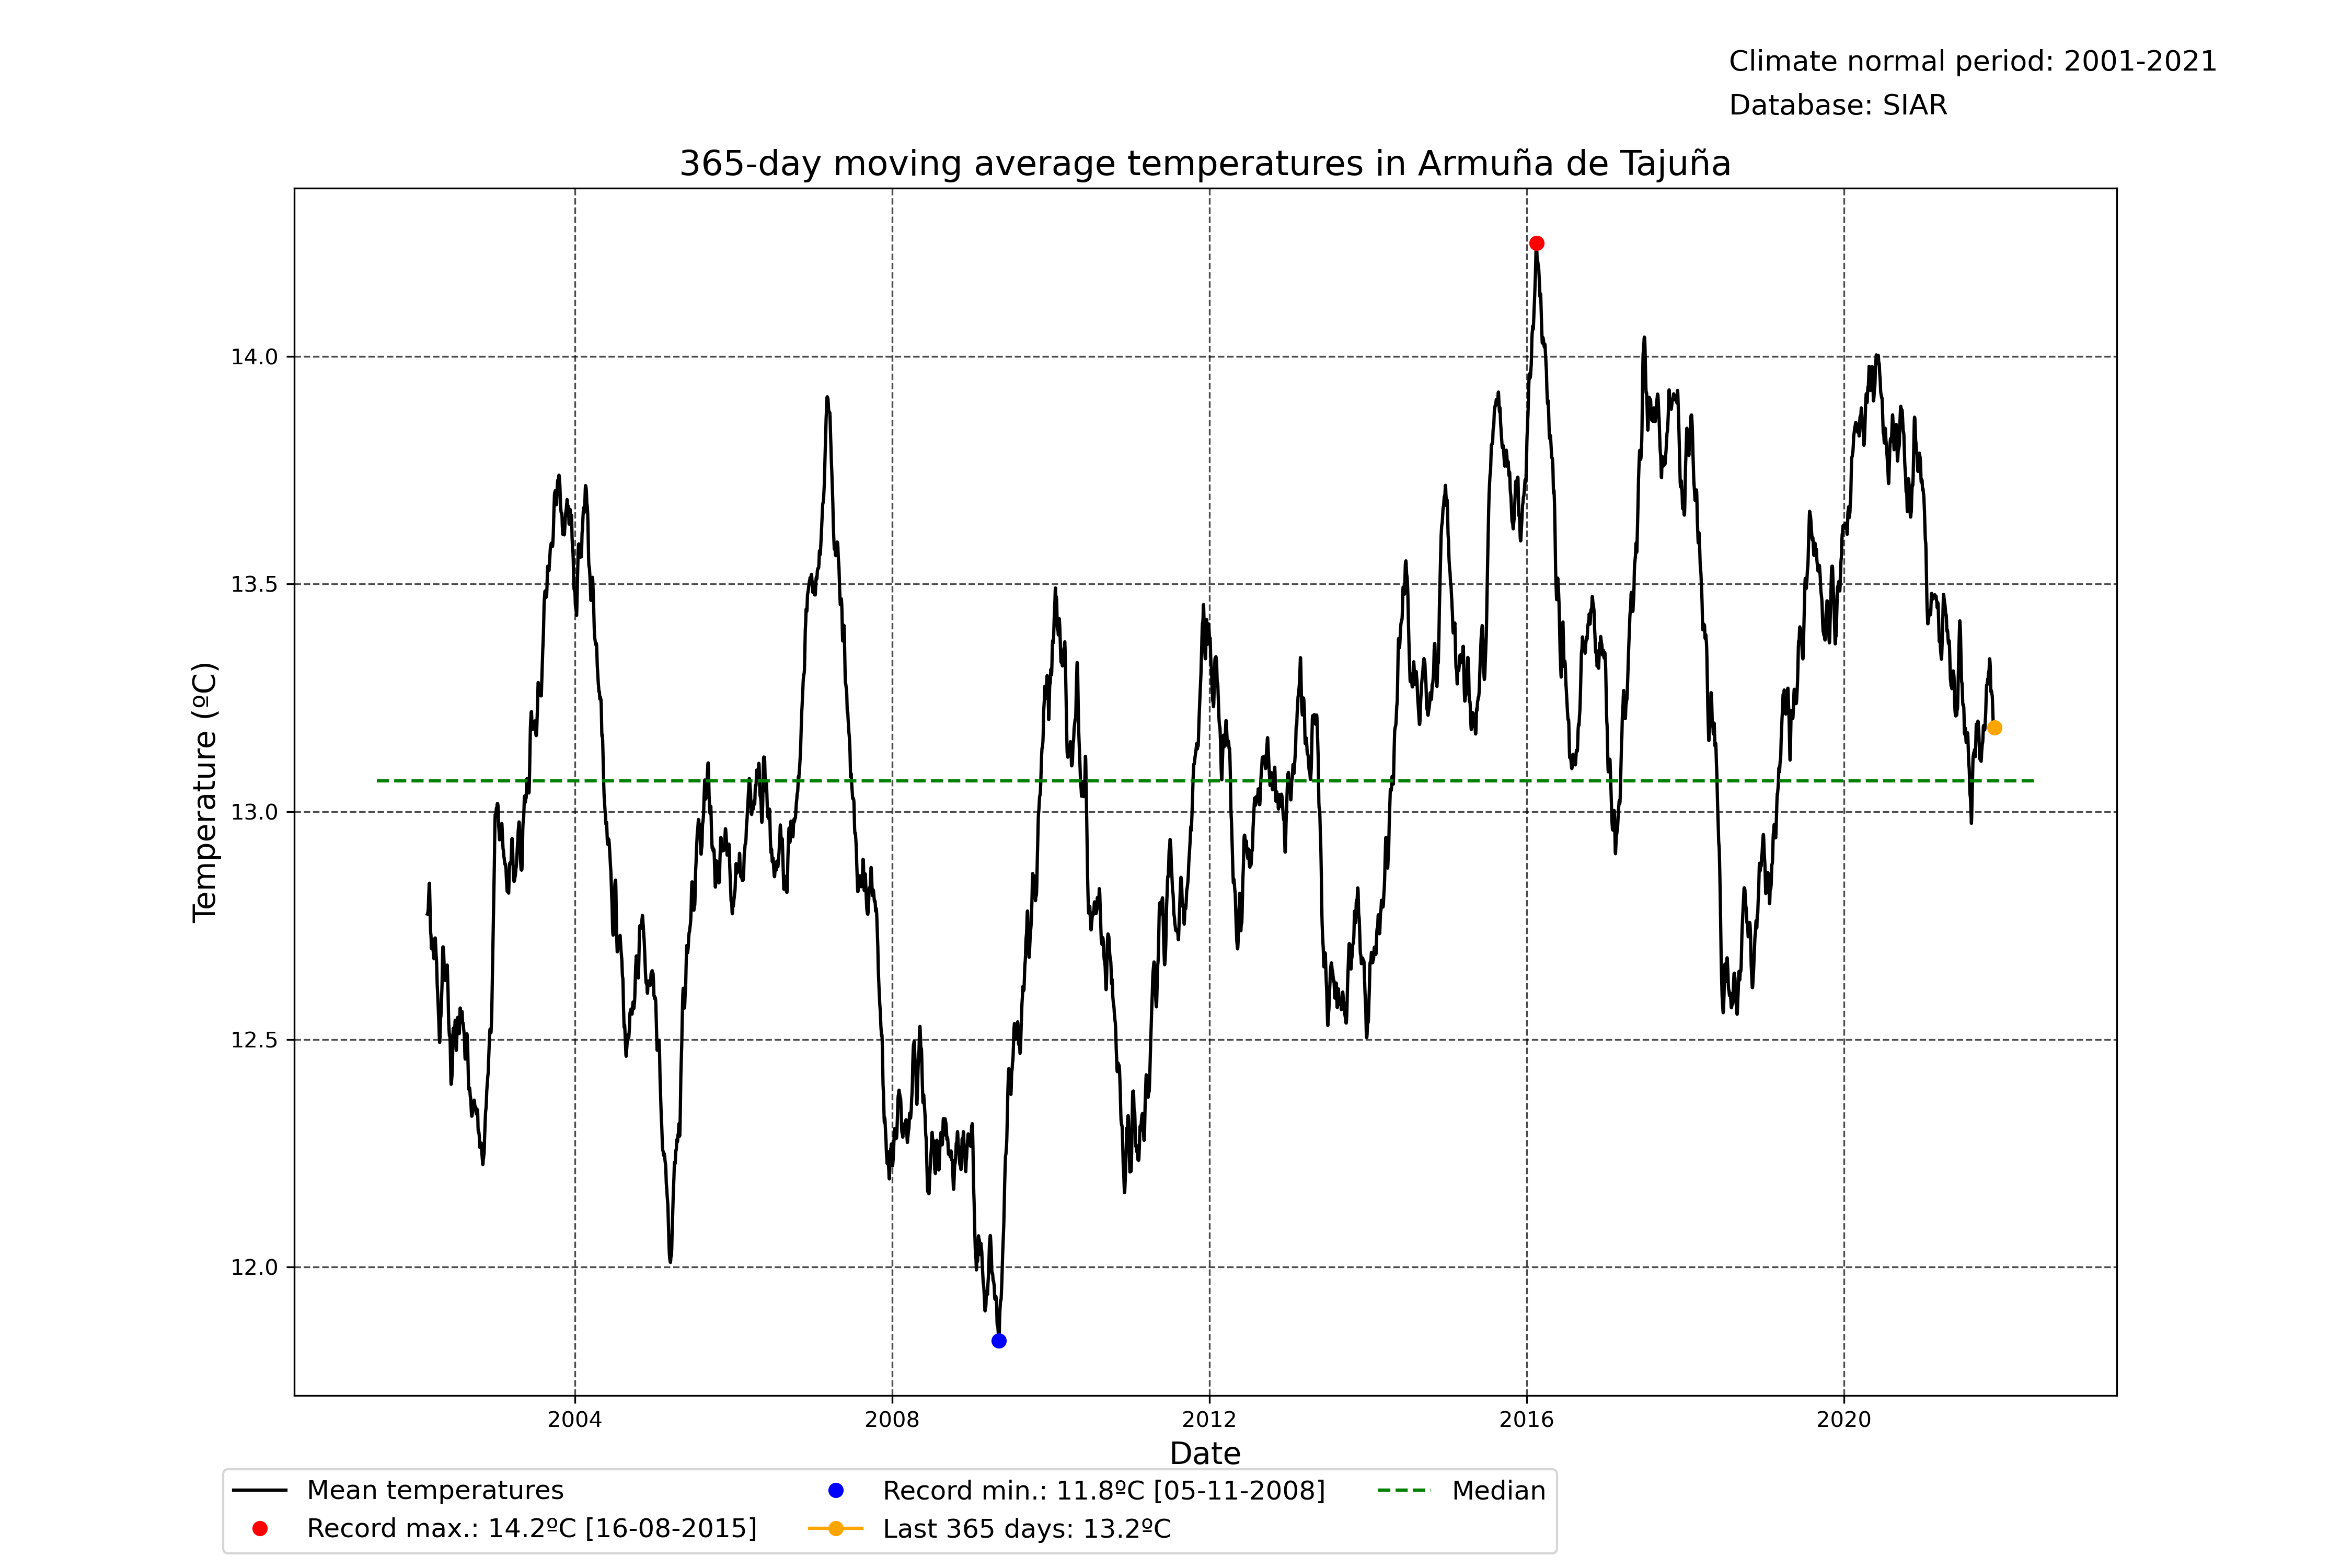 Climate normal period: 2001-2021
Database: SIAR
365-day moving average temperatures in Armuña de Tajuña
Temperature (ºC)
14.0
13.5
13.0
12.5
12.0
2004
2008
2012
2016
2020
Date
Mean temperatures
Record max.: 14.2ºC [16-08-2015]
Record min.: 11.8ºC [05-11-2008]
Last 365 days: 13.2ºC
Median